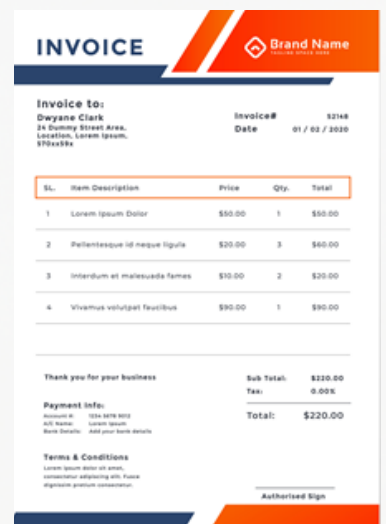 INVOICE
Brand Name
TAGLINE SPACE HERE
Invoice to:
Dwyane Clark
24 Dummy Street Area,
Location, Lorem Ipsum,
570xx59x
Invoice# 52148
Date 01 / 02 / 2020
SL. Item Description Price Qty. Total
1 Lorem Ipsum Dolor $50.00 1 $50.00
2 Pellentesque id neque ligula $20.00 3 $60.00
3 Interdum et malesuada fames $10.00 2 $20.00
4 Vivamus volutpat faucibus $90.00 1 $90.00
Thank you for your business
Sub Total: $220.00
Tax: 0.00%
Payment Info:
Account #: 1234 5678 9012
A/C Name: Lorem Ipsum
Bank Details: Add your bank details
Total: $220.00
Terms & Conditions
Lorem ipsum dolor sit amet,
consectetur adipiscing elit. Fusce
dignissim pretium consectetur.
Authorised Sign